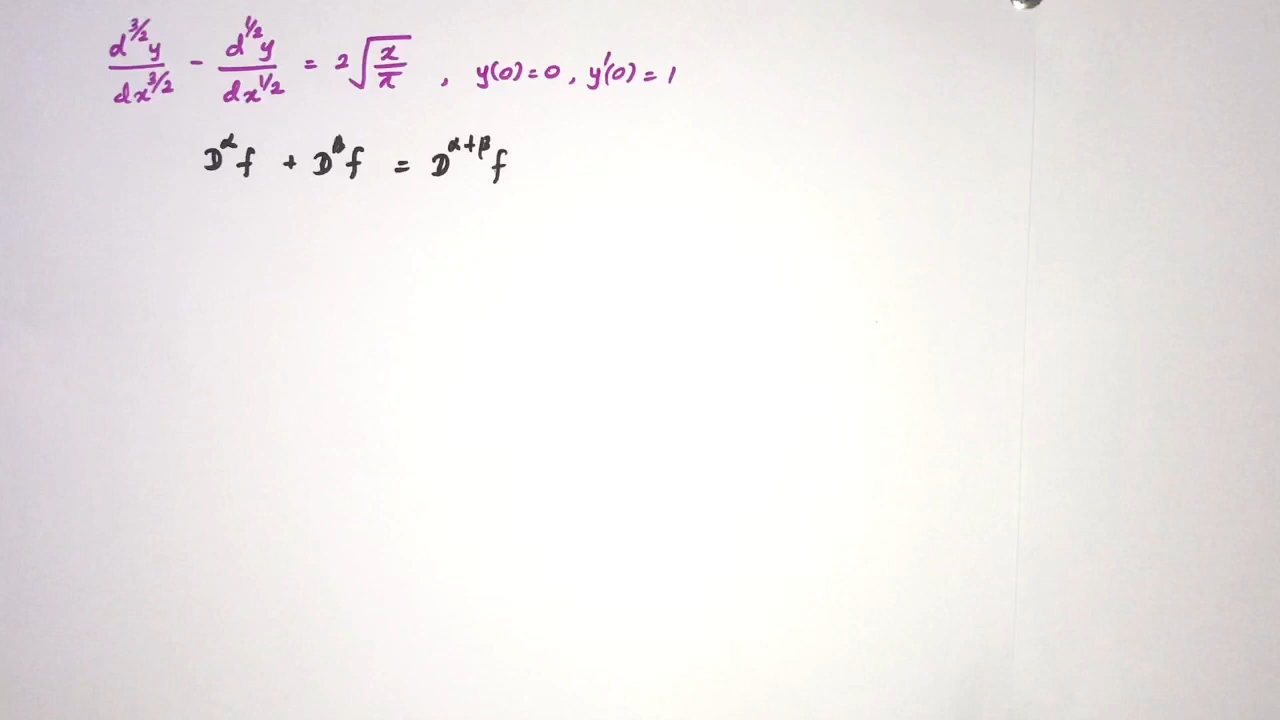 d^{3/2}y/dx^{3/2} - d^{1/2}y/dx^{1/2} = 2√(x/π) , y(0)=0, y'(0)=1
D^α f + D^β f = D^{α+β} f